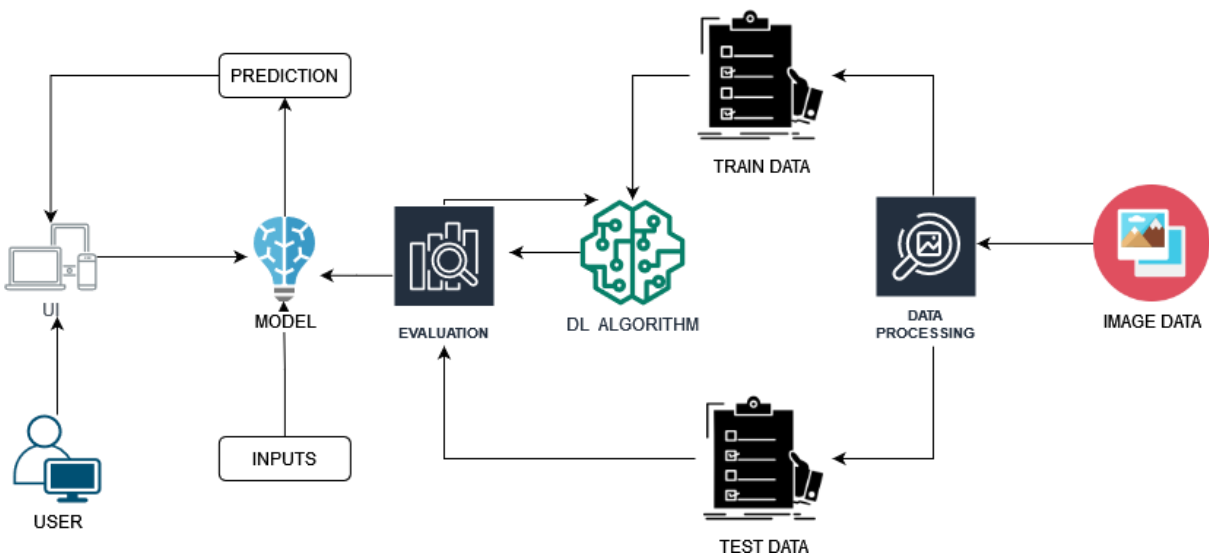 PREDICTION
TRAIN DATA
UI
MODEL
EVALUATION
DL ALGORITHM
DATA
PROCESSING
IMAGE DATA
INPUTS
USER
TEST DATA